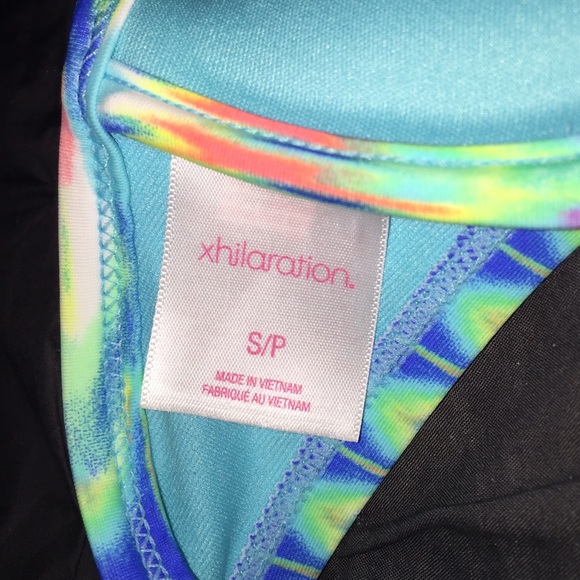 xhilaration.
S/P
MADE IN VIETNAM
FABRIQUÉ AU VIETNAM